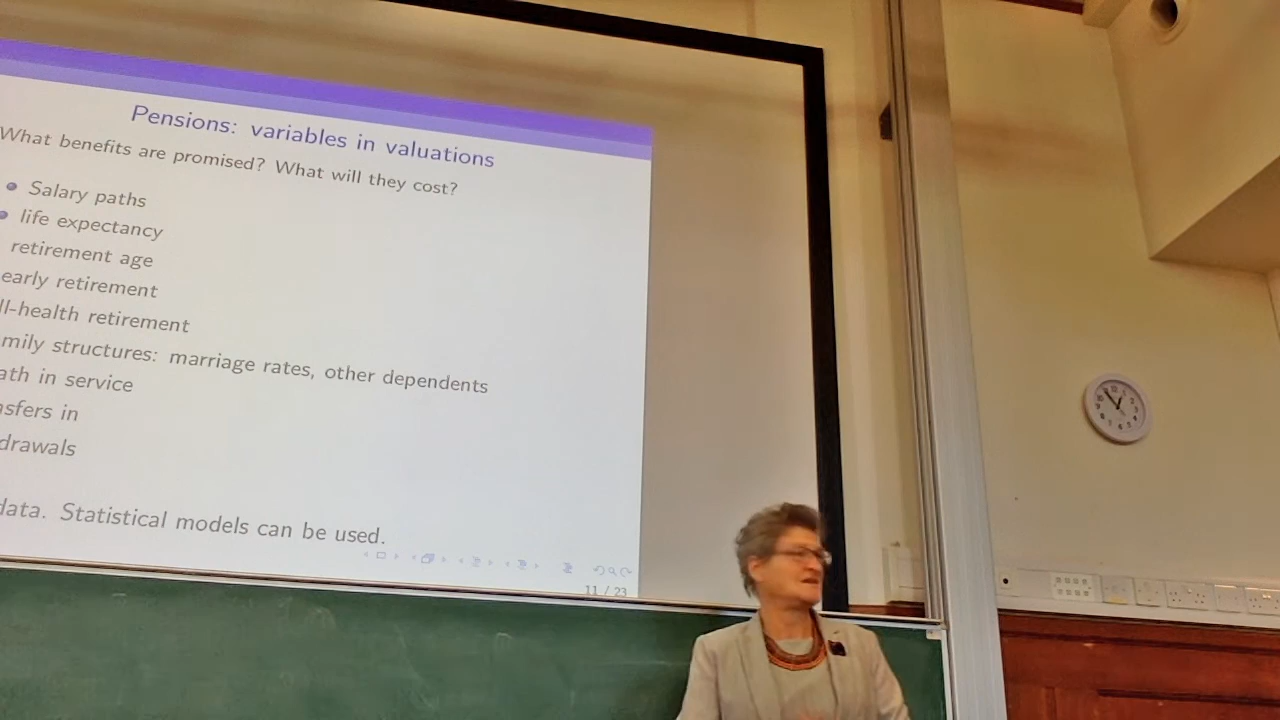 Pensions: variables in valuations
What benefits are promised? What will they cost?
Salary paths
life expectancy
retirement age
early retirement
ll-health retirement
mily structures: marriage rates, other dependents
ath in service
nsfers in
drawals
data. Statistical models can be used.
11 / 23